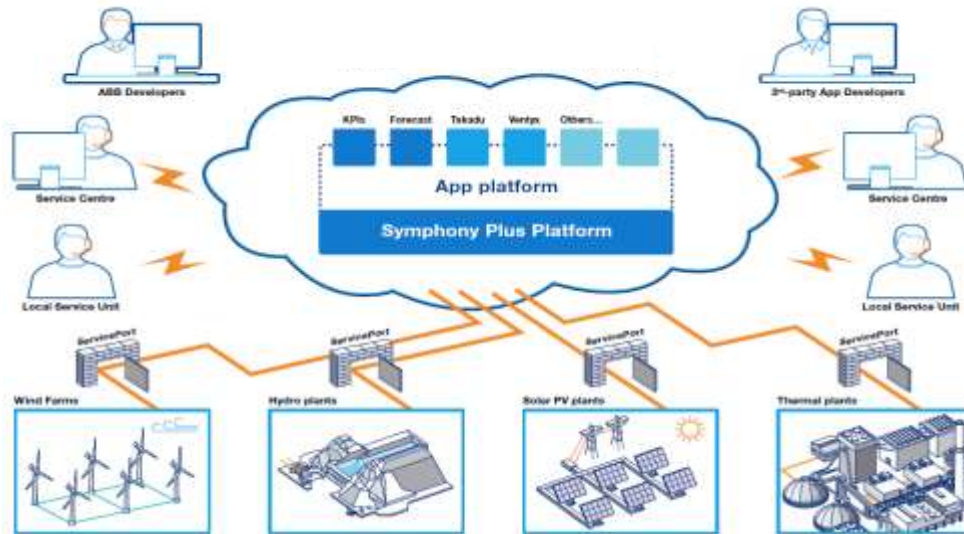 ABB Developers
3rd-party App Developers
KPIs
Forecast
Takadu
Ventyx
Others...
App platform
Symphony Plus Platform
Service Centre
Service Centre
Local Service Unit
Local Service Unit
ServicePort
ServicePort
ServicePort
ServicePort
Wind Farms
Hydro plants
Solar PV plants
Thermal plants